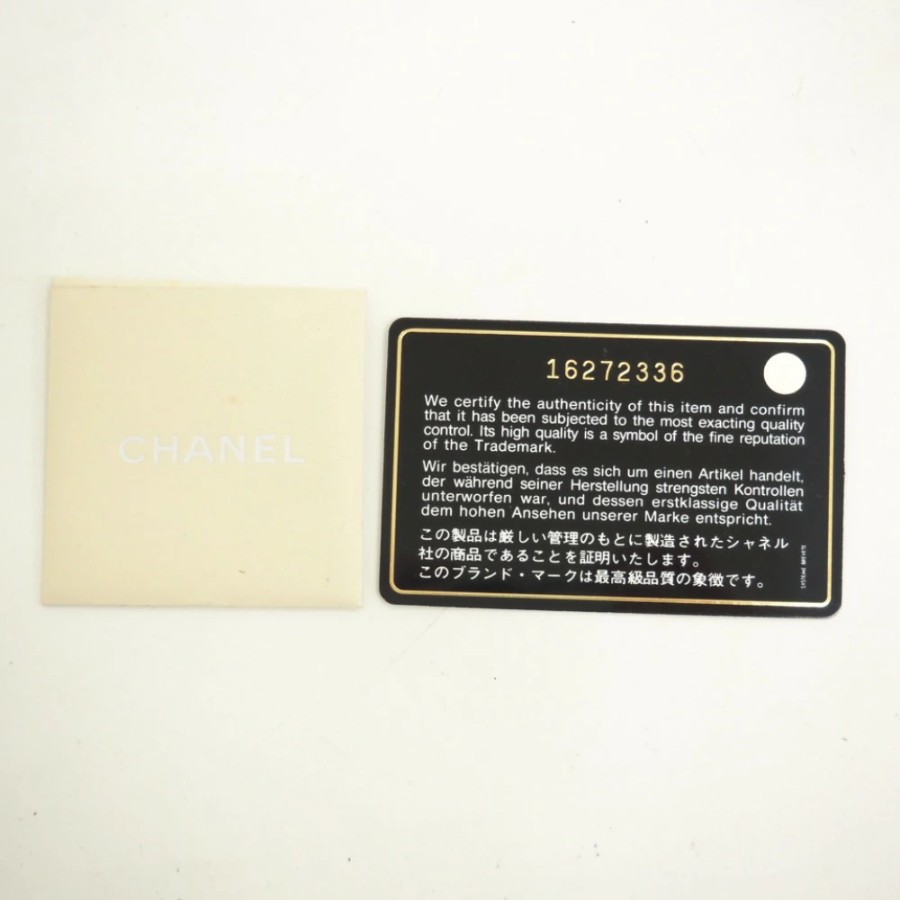 CHANEL
16272336
We certify the authenticity of this item and confirm
that it has been subjected to the most exacting quality
control. Its high quality is a symbol of the fine reputation
of the Trademark.
Wir bestätigen, dass es sich um einen Artikel handelt,
der während seiner Herstellung strengsten Kontrollen
unterworfen war, und dessen erstklassige Qualität
dem hohen Ansehen unserer Marke entspricht.
この製品は厳しい管理のもとに製造されたシャネル
社の商品であることを証明いたします。
このブランド・マークは最高級品質の象徴です。